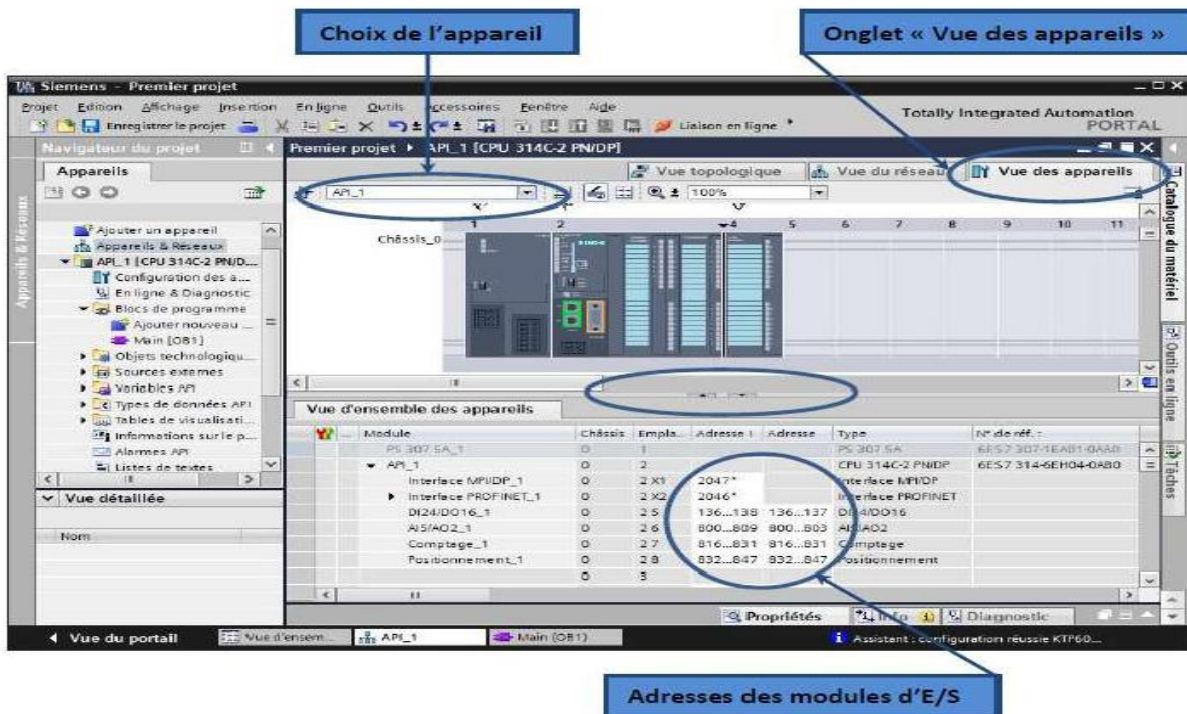 Choix de l'appareil
Onglet « Vue des appareils »
Siemens - Premier projet
Projet Edition Affichage Insertion En ligne Outils Accessoires Fenêtre Aide
Totally Integrated Automation
PORTAL
Enregistrer le projet
Liaison en ligne
Navigateur du projet
Premier projet ▸ API_1 [CPU 314C-2 PN/DP]
Appareils
Vue topologique
Vue du réseau
Vue des appareils
API_1
100%
Ajouter un appareil
Appareils & Réseaux
API_1 [CPU 314C-2 PN/D...
Configuration des a...
En ligne & Diagnostic
Blocs de programme
Ajouter nouveau ...
Main [OB1]
Objets technologiqu...
Sources externes
Variables API
Types de données API
Tables de visualisati...
Informations sur le p...
Alarmes API
Listes de textes
Vue détaillée
Nom
1 2 4 5 6 7 8 9 10 11
Châssis_0
Vue d'ensemble des appareils
... Module Châssis Empla... Adresse I Adresse Type N° de réf. :
PS 307 5A_1 0 1 PS 307 5A 6ES7 307-1EA01-0AA0
API_1 0 2 CPU 314C-2 PN/DP 6ES7 314-6EH04-0AB0
Interface MPI/DP_1 0 2 X1 2047* Interface MPI/DP
Interface PROFINET_1 0 2 X2 2046* Interface PROFINET
DI24/DO16_1 0 2 5 136...138 136...137 DI24/DO16
AI5/AO2_1 0 2 6 800...809 800...803 AI5/AO2
Comptage_1 0 2 7 816...831 816...831 Comptage
Positionnement_1 0 2 8 832...847 832...847 Positionnement
0 3
Propriétés
Info
Diagnostic
Appareils & Réseaux
Catalogue du matériel
Outils en ligne
Tâches
Vue du portail
Vue d'ensem...
API_1
Main (OB1)
Assistant : configuration réussie KTP60...
Adresses des modules d'E/S